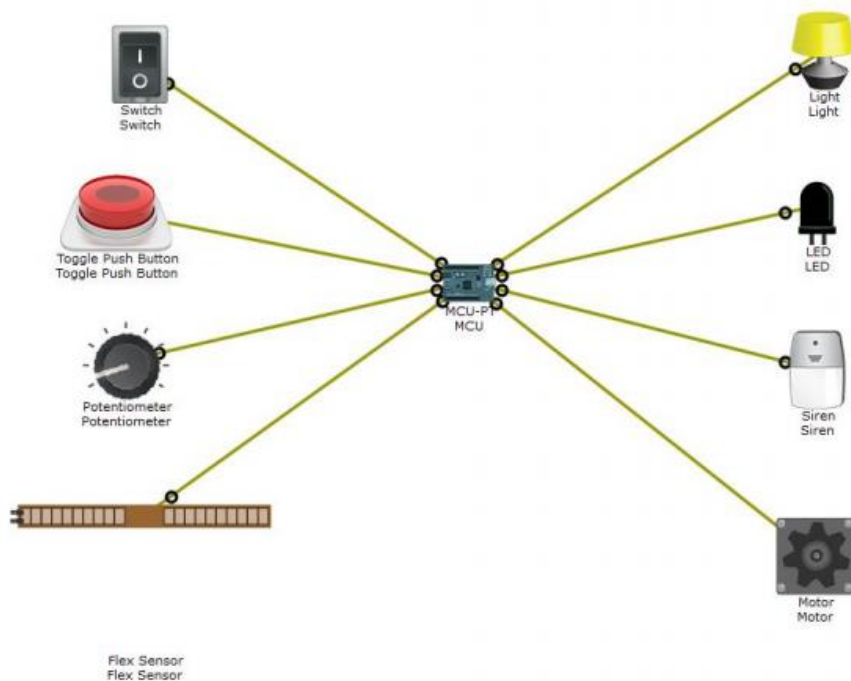 Switch
Switch
Light
Light
Toggle Push Button
Toggle Push Button
LED
LED
MCU-PT
MCU
Potentiometer
Potentiometer
Siren
Siren
Motor
Motor
Flex Sensor
Flex Sensor